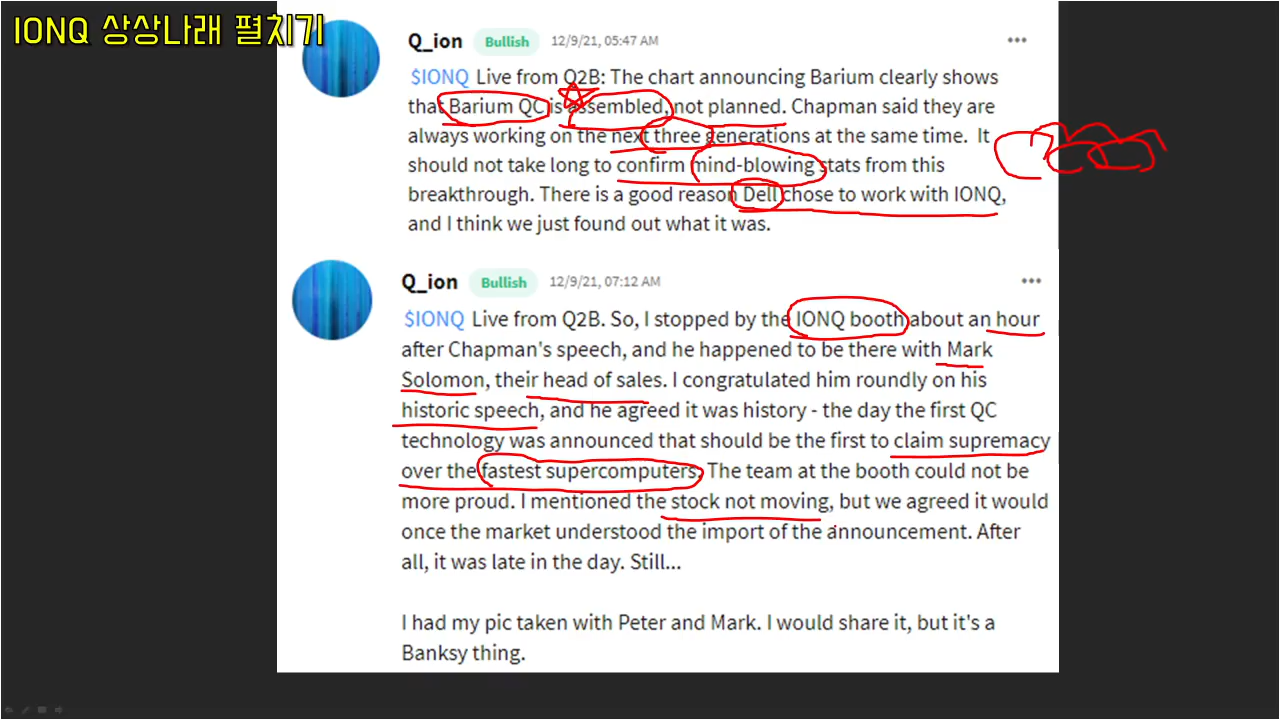 IONQ 상상나래 펼치기
Q_ion Bullish 12/9/21, 05:47 AM
$IONQ Live from Q2B: The chart announcing Barium clearly shows
that Barium QC is assembled, not planned. Chapman said they are
always working on the next three generations at the same time. It
should not take long to confirm mind-blowing stats from this
breakthrough. There is a good reason Dell chose to work with IONQ,
and I think we just found out what it was.
Q_ion Bullish 12/9/21, 07:12 AM
$IONQ Live from Q2B. So, I stopped by the IONQ booth about an hour
after Chapman's speech, and he happened to be there with Mark
Solomon, their head of sales. I congratulated him roundly on his
historic speech, and he agreed it was history - the day the first QC
technology was announced that should be the first to claim supremacy
over the fastest supercomputers. The team at the booth could not be
more proud. I mentioned the stock not moving, but we agreed it would
once the market understood the import of the announcement. After
all, it was late in the day. Still...
I had my pic taken with Peter and Mark. I would share it, but it's a
Banksy thing.